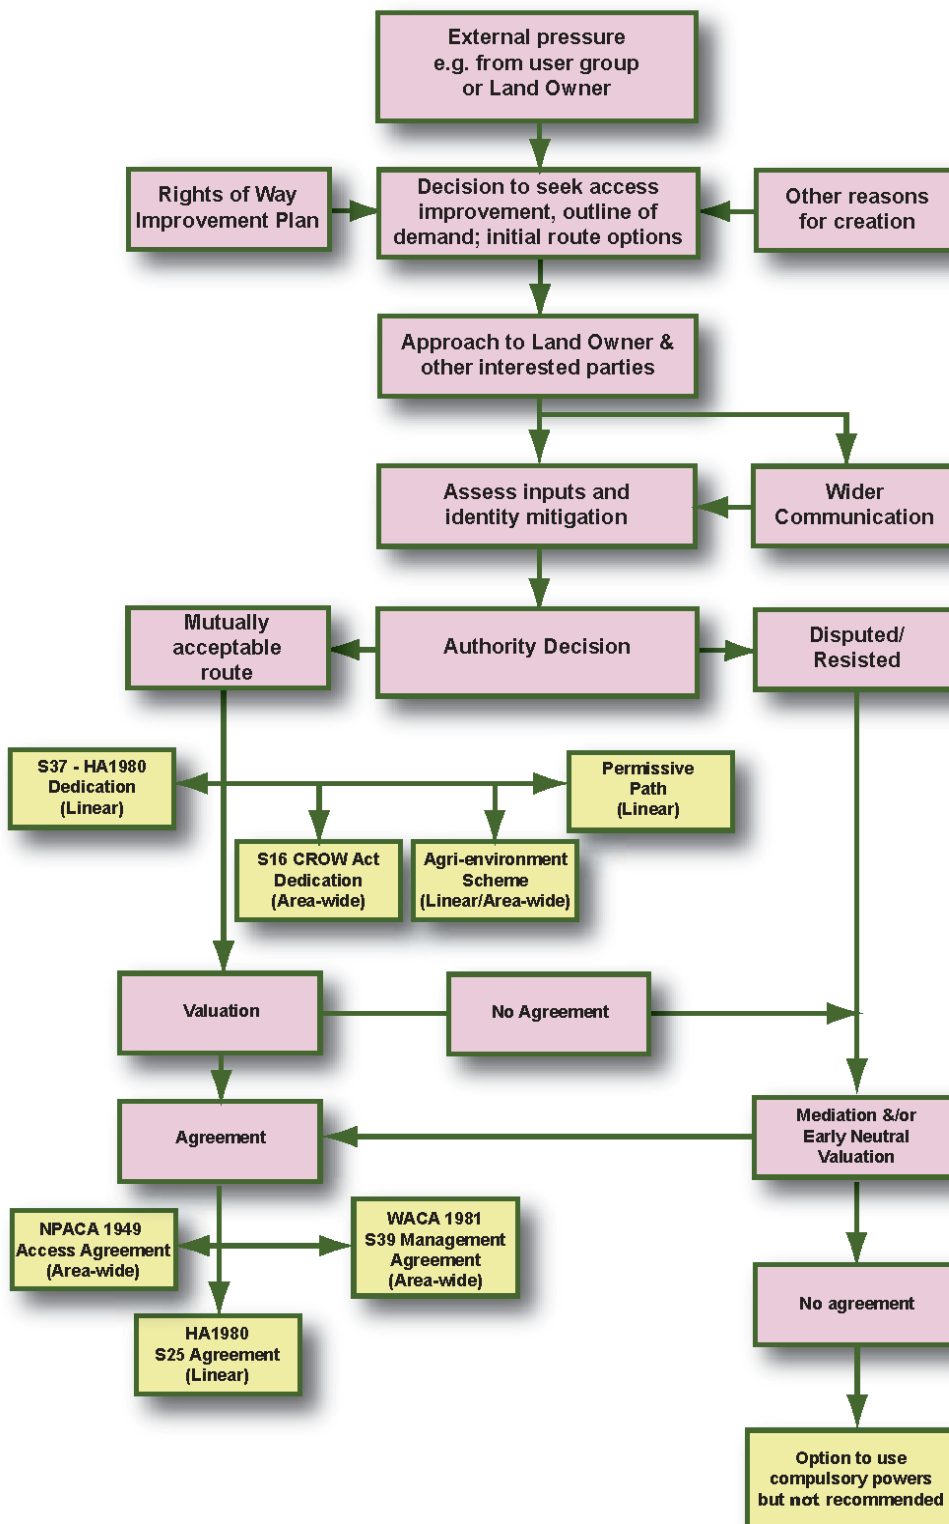 External pressure
e.g. from user group
or Land Owner
Rights of Way
Improvement Plan
Decision to seek access
improvement, outline of
demand; initial route options
Other reasons
for creation
Approach to Land Owner &
other interested parties
Assess inputs and
identity mitigation
Wider
Communication
Mutually
acceptable
route
Authority Decision
Disputed/
Resisted
S37 - HA1980
Dedication
(Linear)
Permissive
Path
(Linear)
S16 CROW Act
Dedication
(Area-wide)
Agri-environment
Scheme
(Linear/Area-wide)
Valuation
No Agreement
Agreement
Mediation &/or
Early Neutral
Valuation
NPACA 1949
Access Agreement
(Area-wide)
WACA 1981
S39 Management
Agreement
(Area-wide)
No agreement
HA1980
S25 Agreement
(Linear)
Option to use
compulsory powers
but not recommended